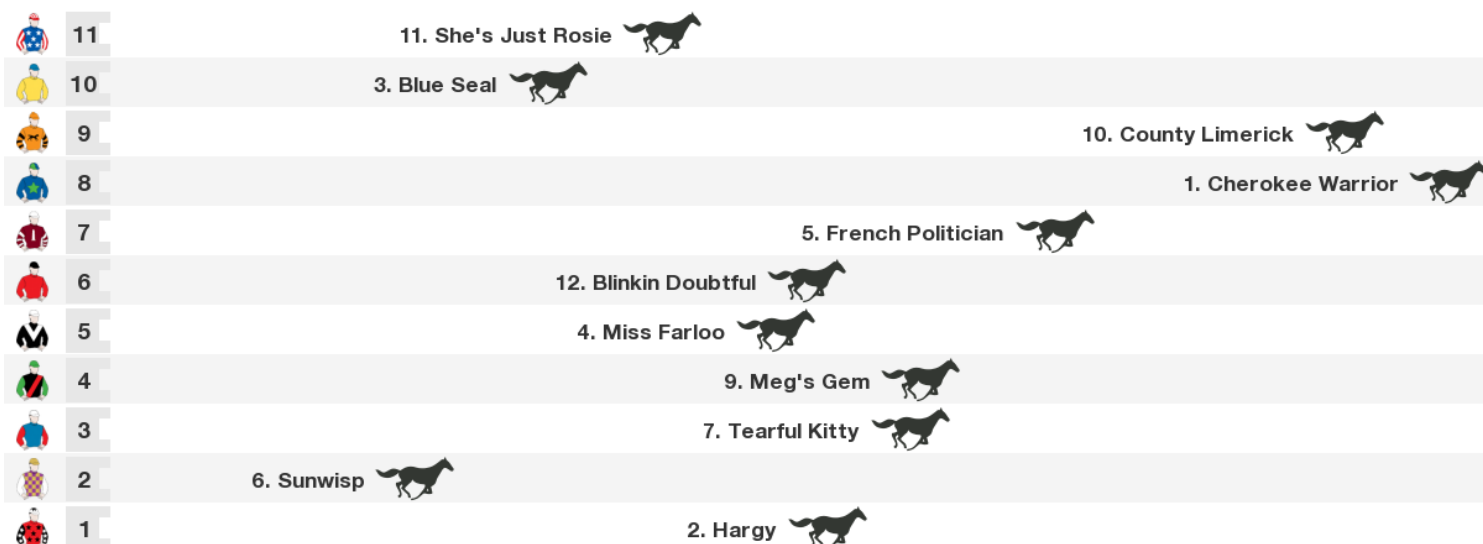 11 11. She's Just Rosie
10 3. Blue Seal
9 10. County Limerick
8 1. Cherokee Warrior
7 5. French Politician
6 12. Blinkin Doubtful
5 4. Miss Farloo
4 9. Meg's Gem
3 7. Tearful Kitty
2 6. Sunwisp
1 2. Hargy